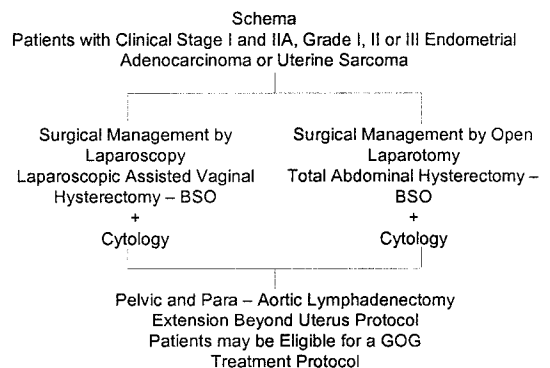 Schema
Patients with Clinical Stage I and IIA, Grade I, II or III Endometrial
Adenocarcinoma or Uterine Sarcoma
Surgical Management by
Laparoscopy
Laparoscopic Assisted Vaginal
Hysterectomy – BSO
+
Cytology
Surgical Management by Open
Laparotomy
Total Abdominal Hysterectomy –
BSO
+
Cytology
Pelvic and Para – Aortic Lymphadenectomy
Extension Beyond Uterus Protocol
Patients may be Eligible for a GOG
Treatment Protocol